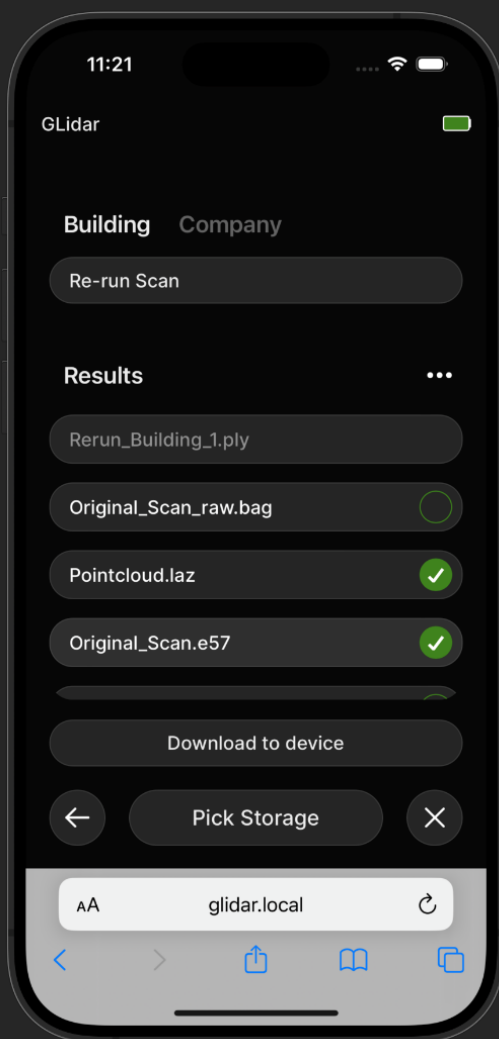 11:21
GLidar
Building Company
Re-run Scan
Results
Rerun_Building_1.ply
Original_Scan_raw.bag
Pointcloud.laz
Original_Scan.e57
Download to device
Pick Storage
AA glidar.local